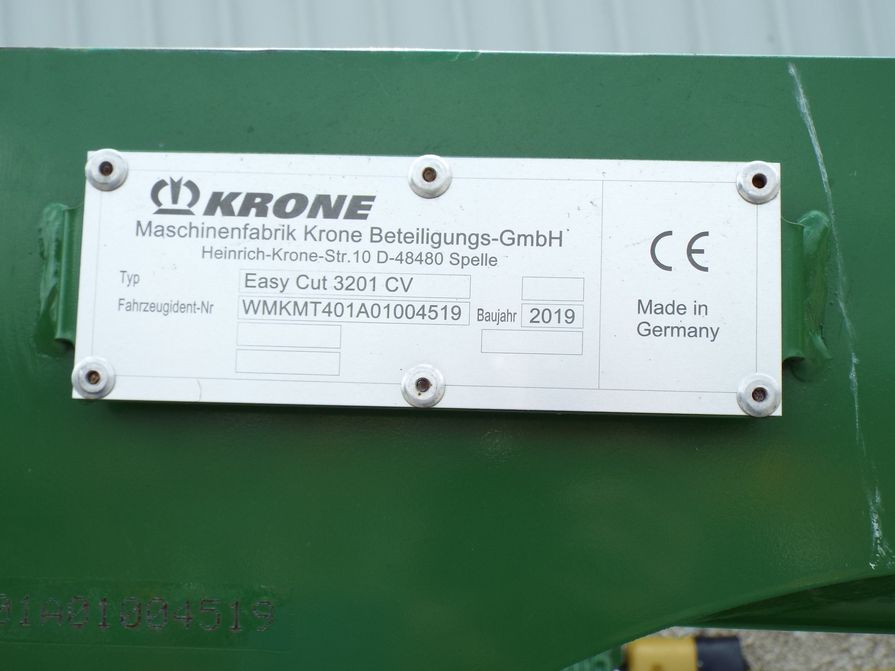 KRONE
Maschinenfabrik Krone Beteiligungs-GmbH
Heinrich-Krone-Str.10 D-48480 Spelle
Typ Easy Cut 3201 CV
Fahrzeugident-Nr WMKMT401A01004519 Baujahr 2019
CE
Made in
Germany
01A01004519